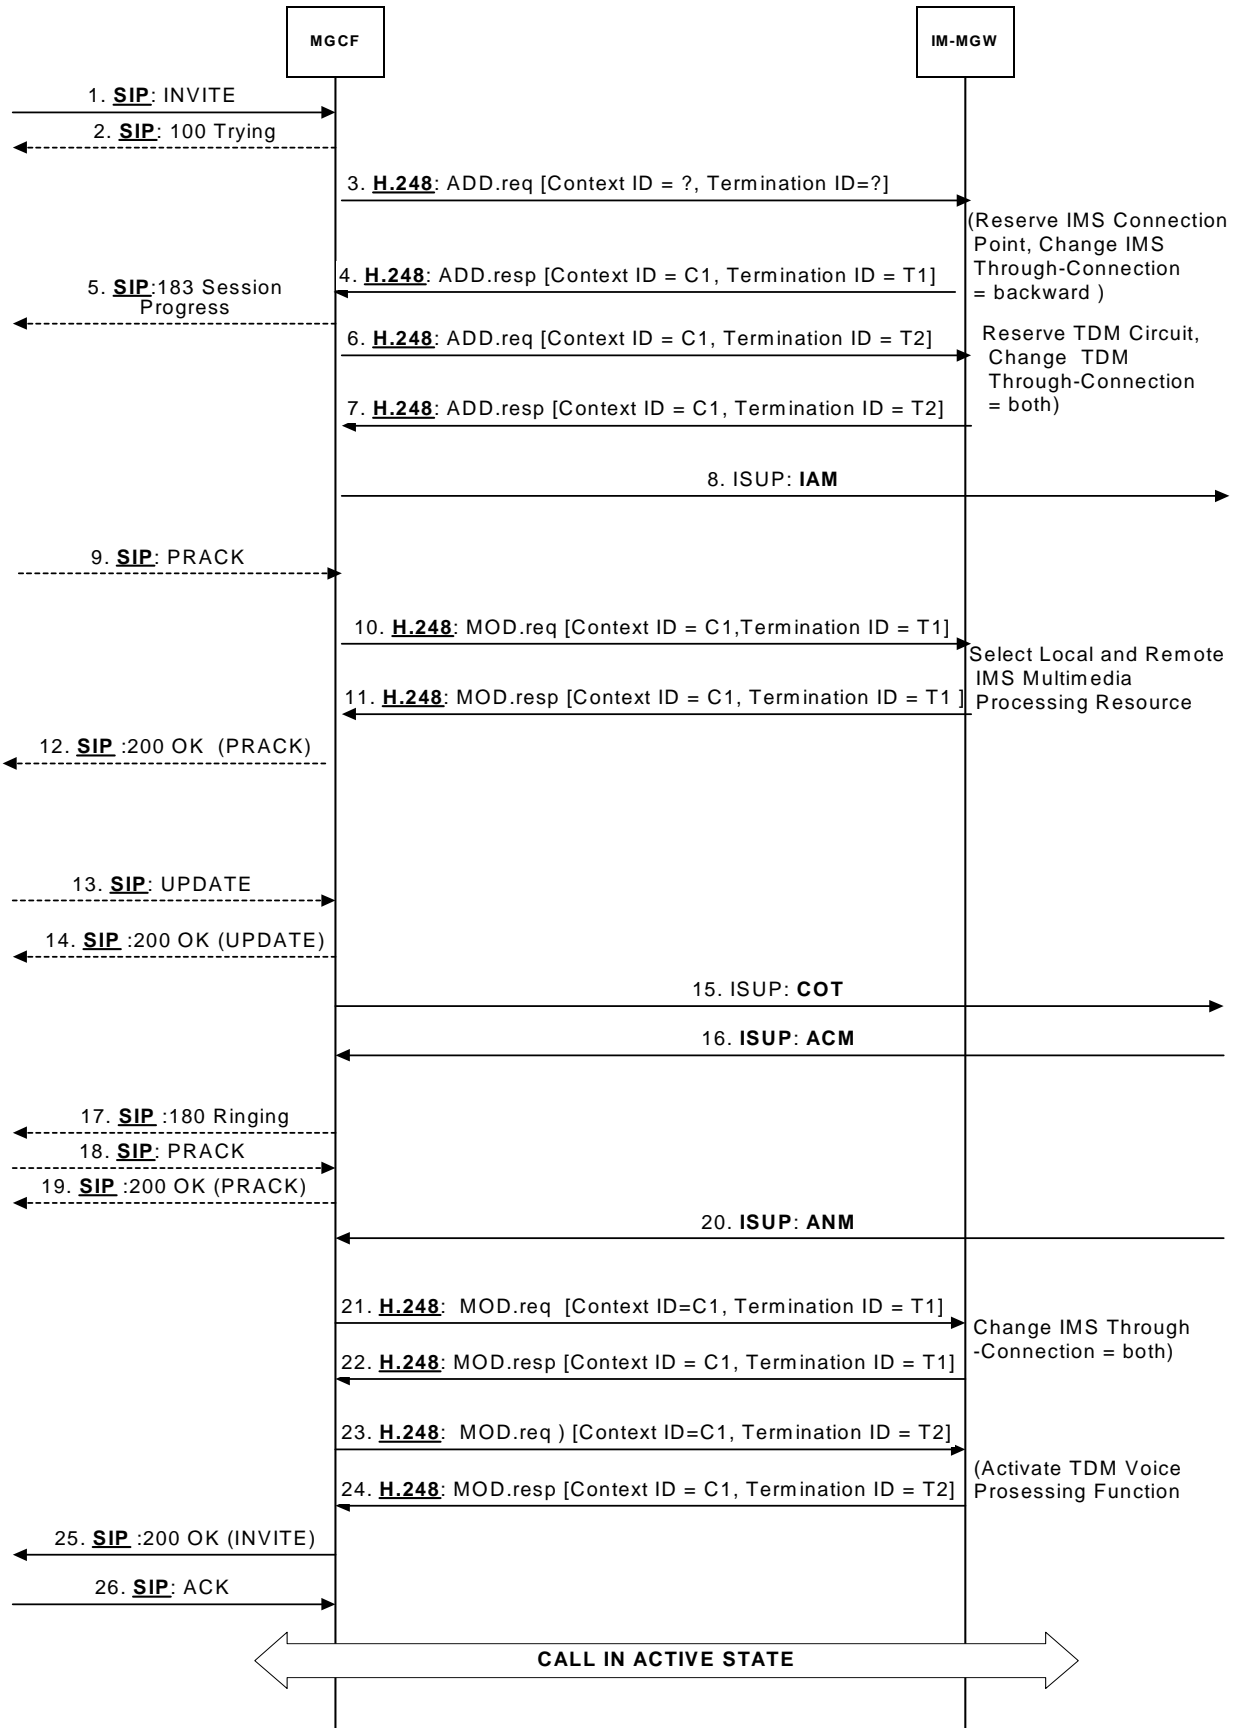 MGCF
IM-MGW
1. SIP: INVITE
2. SIP: 100 Trying
3. H.248: ADD.req [Context ID = ?, Termination ID=?]
(Reserve IMS Connection
Point, Change IMS
Through-Connection
= backward )
4. H.248: ADD.resp [Context ID = C1, Termination ID = T1]
5. SIP:183 Session
Progress
6. H.248: ADD.req [Context ID = C1, Termination ID = T2]
Reserve TDM Circuit,
Change TDM
Through-Connection
= both)
7. H.248: ADD.resp [Context ID = C1, Termination ID = T2]
8. ISUP: IAM
9. SIP: PRACK
10. H.248: MOD.req [Context ID = C1,Termination ID = T1]
Select Local and Remote
IMS Multimedia
Processing Resource
11. H.248: MOD.resp [Context ID = C1, Termination ID = T1 ]
12. SIP :200 OK (PRACK)
13. SIP: UPDATE
14. SIP :200 OK (UPDATE)
15. ISUP: COT
16. ISUP: ACM
17. SIP :180 Ringing
18. SIP: PRACK
19. SIP :200 OK (PRACK)
20. ISUP: ANM
21. H.248: MOD.req [Context ID=C1, Termination ID = T1]
Change IMS Through
-Connection = both)
22. H.248: MOD.resp [Context ID = C1, Termination ID = T1]
23. H.248: MOD.req ) [Context ID=C1, Termination ID = T2]
(Activate TDM Voice
Prosessing Function
24. H.248: MOD.resp [Context ID = C1, Termination ID = T2]
25. SIP :200 OK (INVITE)
26. SIP: ACK
CALL IN ACTIVE STATE